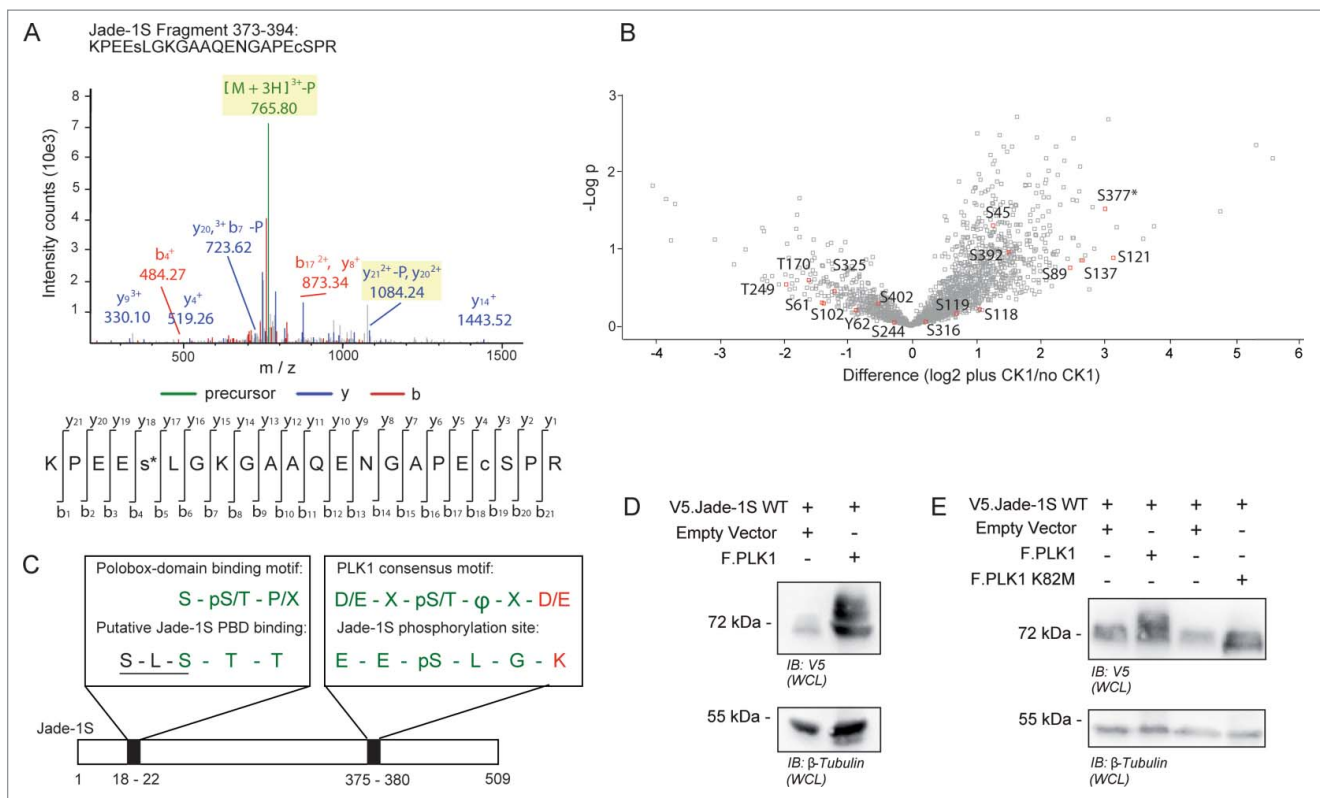 A
Jade-1S Fragment 373-394:
KPEEsLGKGAAQENGAPEcSPR
[M + 3H]³⁺-P
765.80
y₂₀,³⁺ b₇ -P
723.62
b₄⁺
484.27
b₁₇ ²⁺, y₈⁺
873.34
y₂₁²⁺-P, y₂₀²⁺
1084.24
y₉³⁺
330.10
y₄⁺
519.26
y₁₄⁺
1443.52
Intensity counts (10e3)
8
7
6
5
4
3
2
1
500 1000 1500
m / z
precursor y b
y₂₁ y₂₀ y₁₉ y₁₈ y₁₇ y₁₆ y₁₅ y₁₄ y₁₃ y₁₂ y₁₁ y₁₀ y₉ y₈ y₇ y₆ y₅ y₄ y₃ y₂ y₁
K P E E s* L G K G A A Q E N G A P E c S P R
b₁ b₂ b₃ b₄ b₅ b₆ b₇ b₈ b₉ b₁₀ b₁₁ b₁₂ b₁₃ b₁₄ b₁₅ b₁₆ b₁₇ b₁₈ b₁₉ b₂₀ b₂₁
B
-Log p
3
2
1
0
S377*
S45
S392
S121
S89
S137
S325
T170
T249
S402
S119
S61
S102
S118
Y62
S244
S316
-4 -3 -2 -1 0 1 2 3 4 5 6
Difference (log2 plus CK1/no CK1)
C
Polobox-domain binding motif:
S - pS/T - P/X
Putative Jade-1S PBD binding:
S - L - S - T - T
PLK1 consensus motif:
D/E - X - pS/T - φ - X - D/E
Jade-1S phosphorylation site:
E - E - pS - L - G - K
Jade-1S
1 18 - 22 375 - 380 509
D
V5.Jade-1S WT + +
Empty Vector + -
F.PLK1 - +
72 kDa -
IB: V5
(WCL)
55 kDa -
IB: β-Tubulin
(WCL)
E
V5.Jade-1S WT + + + +
Empty Vector + - + -
F.PLK1 - + - -
F.PLK1 K82M - - - +
72 kDa -
IB: V5
(WCL)
55 kDa -
IB: β-Tubulin
(WCL)